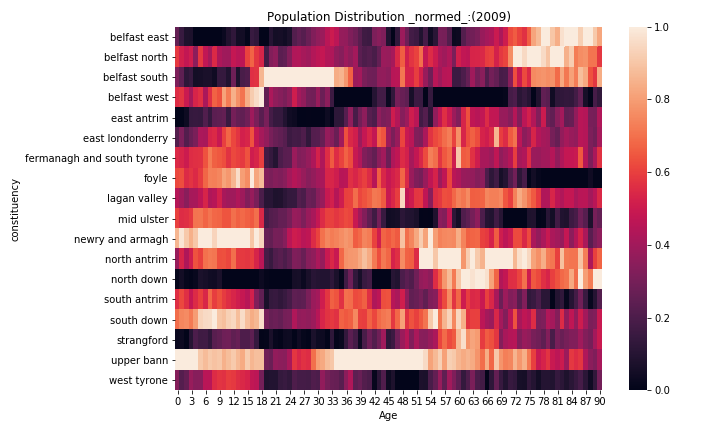 Population Distribution _normed_:(2009)
belfast east
belfast north
belfast south
belfast west
east antrim
east londonderry
fermanagh and south tyrone
foyle
lagan valley
mid ulster
newry and armagh
north antrim
north down
south antrim
south down
strangford
upper bann
west tyrone
constituency
0 3 6 9 12 15 18 21 24 27 30 33 36 39 42 45 48 51 54 57 60 63 66 69 72 75 78 81 84 87 90
Age
1.0
0.8
0.6
0.4
0.2
0.0